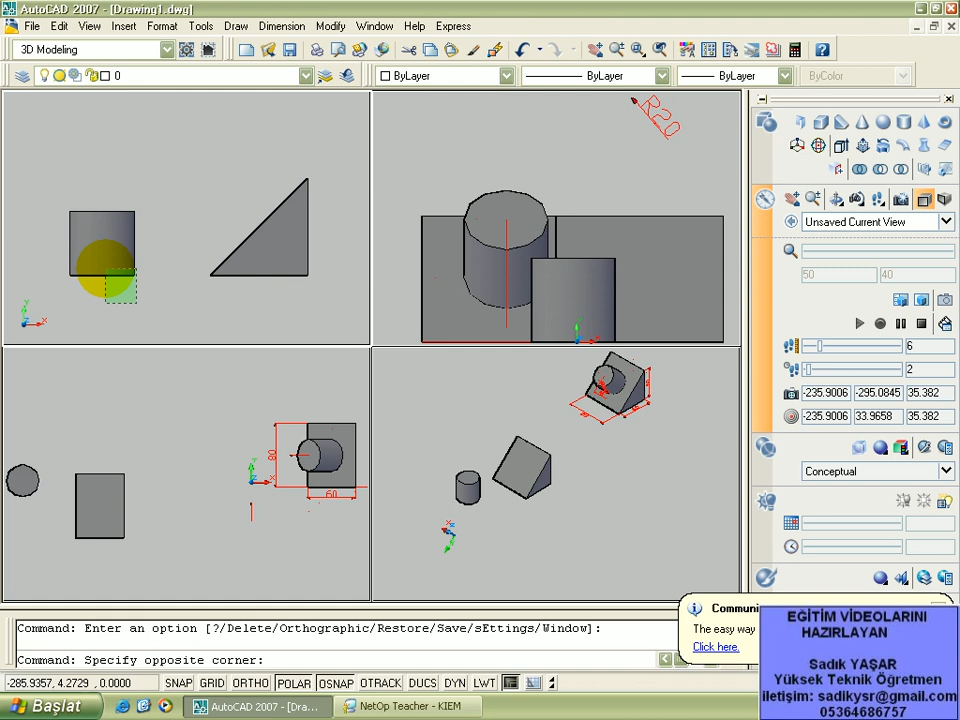 AutoCAD 2007 - [Drawing1.dwg]
File Edit View Insert Format Tools Draw Dimension Modify Window Help Express
3D Modeling
0 ByLayer ByLayer ByLayer ByColor
R20
Unsaved Current View
50 40
6
2
-235.9006 -295.0845 35.382
-235.9006 33.9658 35.382
Conceptual
80
60
Command: Enter an option [?/Delete/Orthographic/Restore/Save/sEttings/Window]:
Command: Specify opposite corner:
Communi
The easy way
Click here.
-285.9357, 4.2729 , 0.0000 SNAP GRID ORTHO POLAR OSNAP OTRACK DUCS DYN LWT
Başlat AutoCAD 2007 - [Dra... NetOp Teacher - KIEM
EĞİTİM VİDEOLARINI
HAZIRLAYAN
Sadık YAŞAR
Yüksek Teknik Öğretmen
iletişim: sadikysr@gmail.com
05364686757